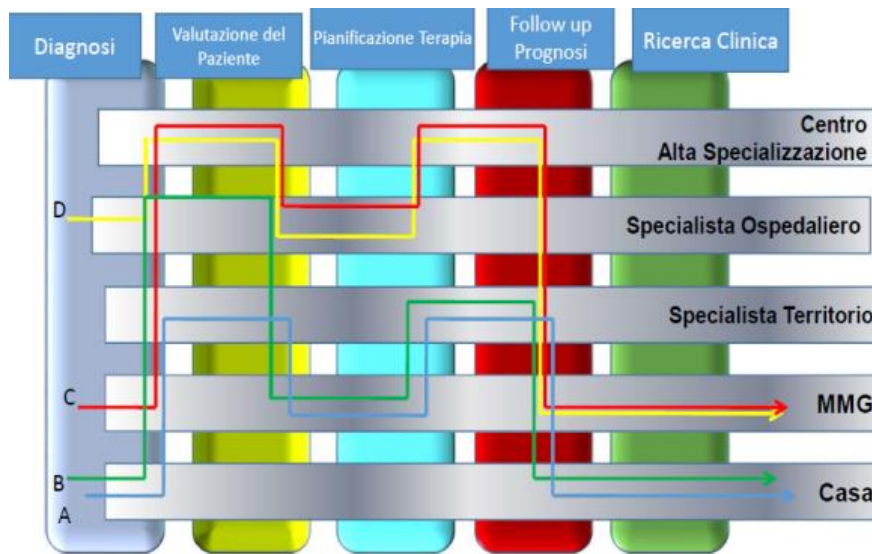 Diagnosi
Valutazione del
Paziente
Pianificazione Terapia
Follow up
Prognosi
Ricerca Clinica
Centro
Alta Specializzazione
D
Specialista Ospedaliero
Specialista Territorio
C
MMG
B
A
Casa